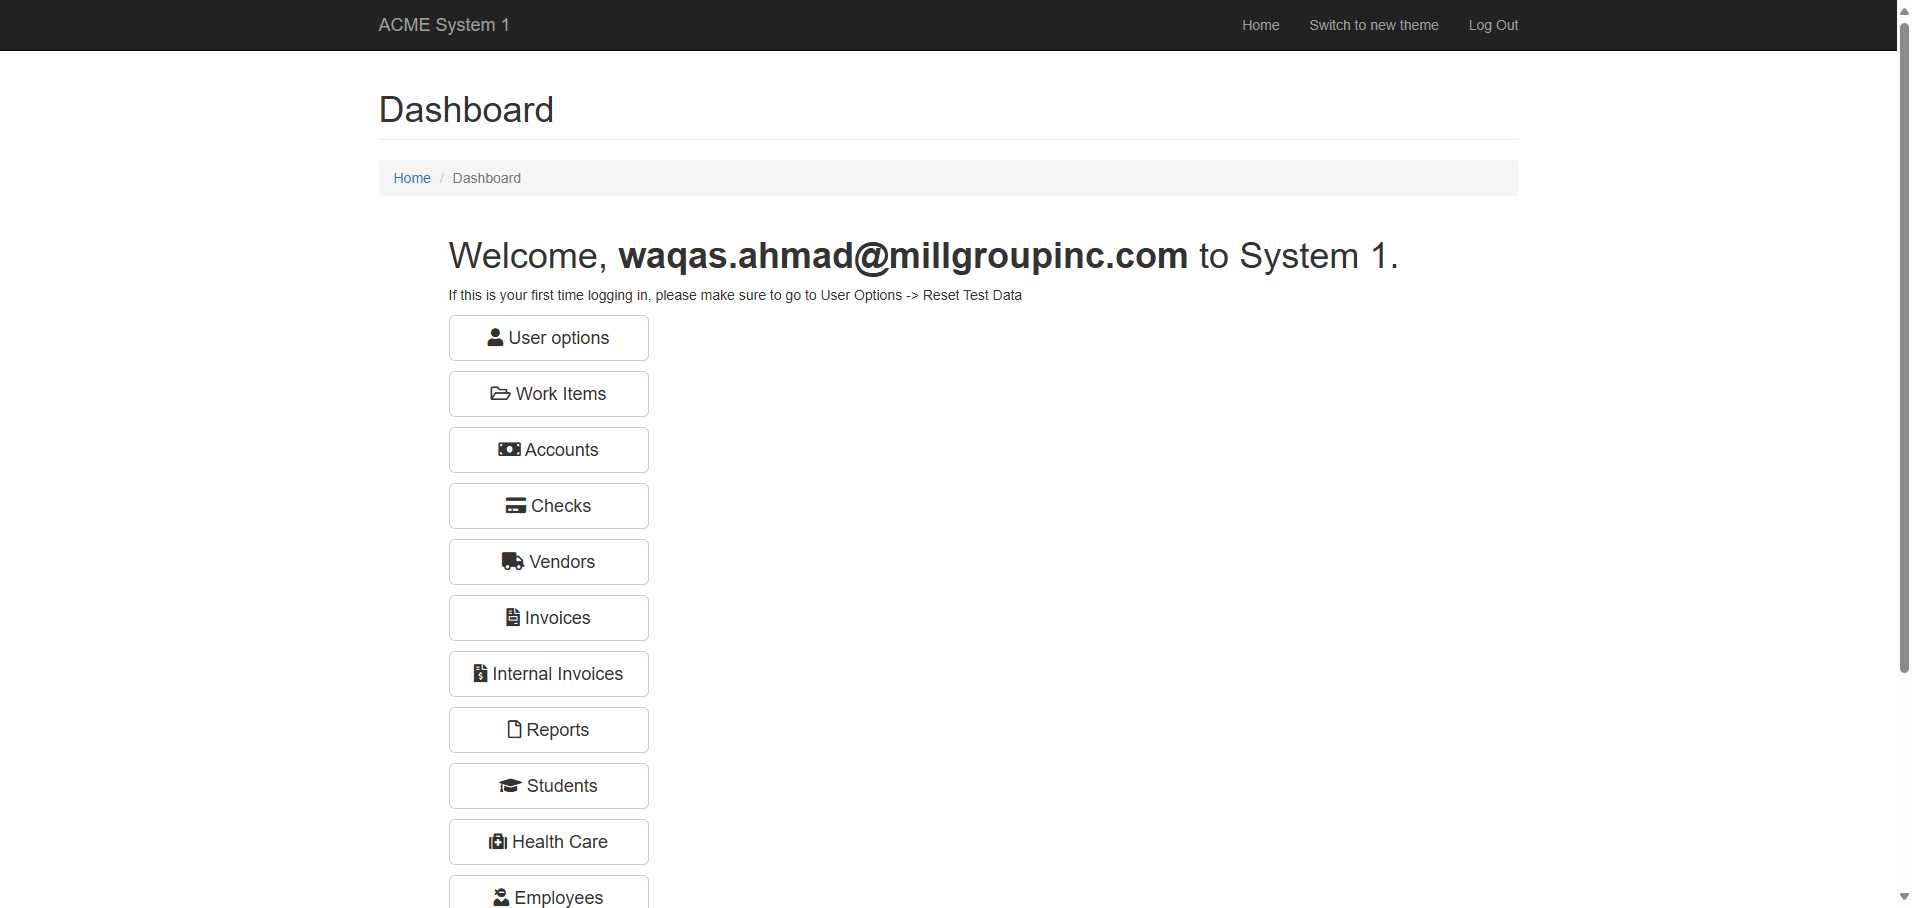 ACME System 1
Home
Switch to new theme
Log Out
Dashboard
Home / Dashboard
Welcome, waqas.ahmad@millgroupinc.com to System 1.
If this is your first time logging in, please make sure to go to User Options -> Reset Test Data
User options
Work Items
Accounts
Checks
Vendors
Invoices
Internal Invoices
Reports
Students
Health Care
Employees